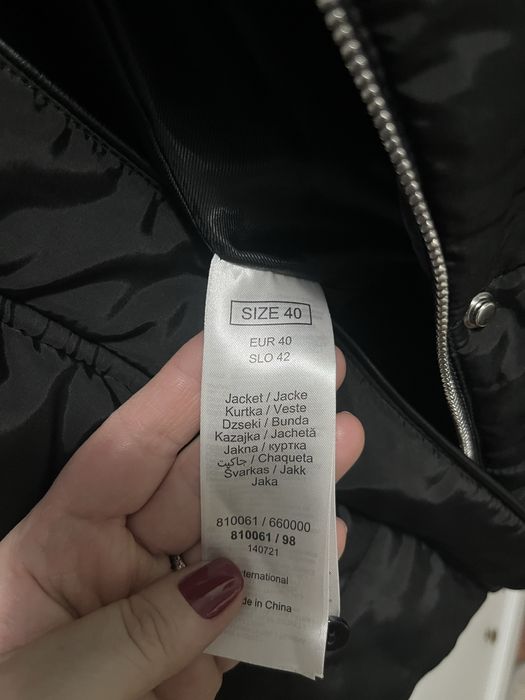 SIZE 40
EUR 40
SLO 42
Jacket / Jacke
Kurtka / Veste
Dzseki / Bunda
Kazajka / Jachetă
Jakna / куртка
جاكيت / Chaqueta
Švarkas / Jakk
Jaka
810061 / 660000
810061 / 98
140721
ternational
de in China